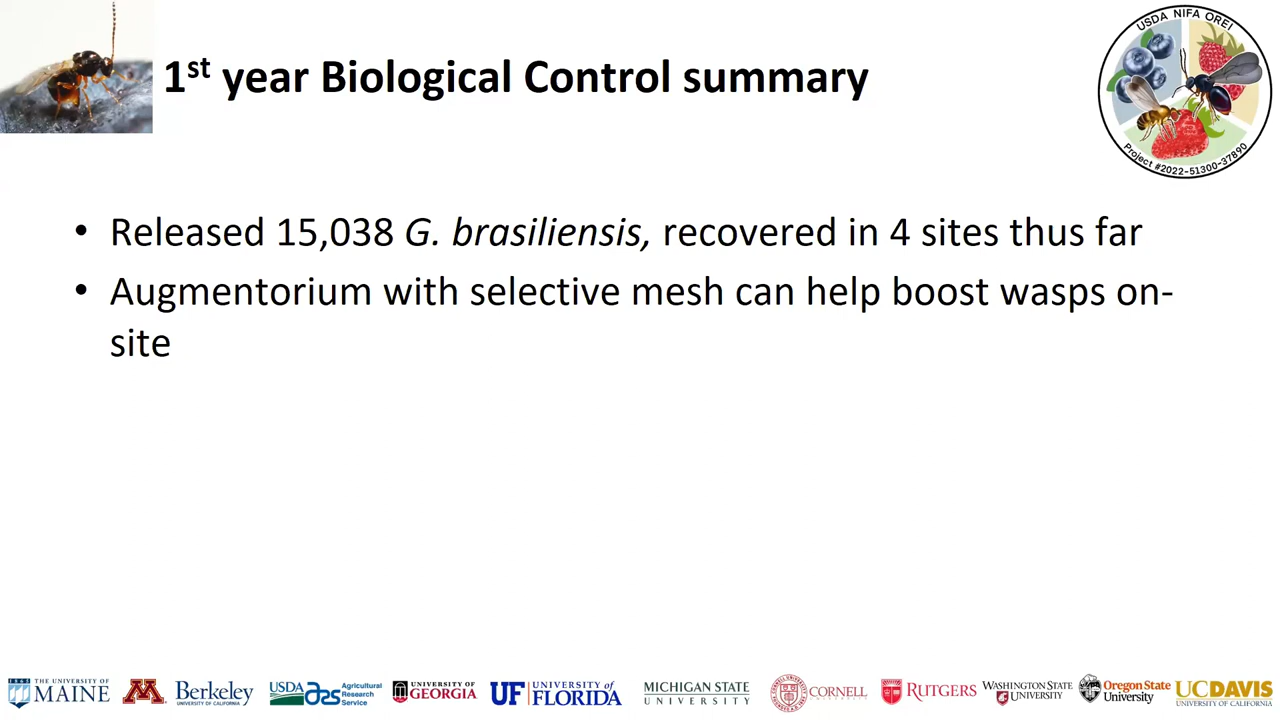 1st year Biological Control summary
USDA NIFA OREI
Project #2022-51300-37890
• Released 15,038 G. brasiliensis, recovered in 4 sites thus far
• Augmentorium with selective mesh can help boost wasps on-
site
1865 THE UNIVERSITY OF
MAINE
M
Berkeley
UNIVERSITY OF CALIFORNIA
USDA
ars
Agricultural
Research
Service
UNIVERSITY OF
GEORGIA
UF
UNIVERSITY of
FLORIDA
MICHIGAN STATE
UNIVERSITY
CORNELL
RUTGERS
WASHINGTON STATE
UNIVERSITY
Oregon State
University
UCDAVIS
UNIVERSITY OF CALIFORNIA